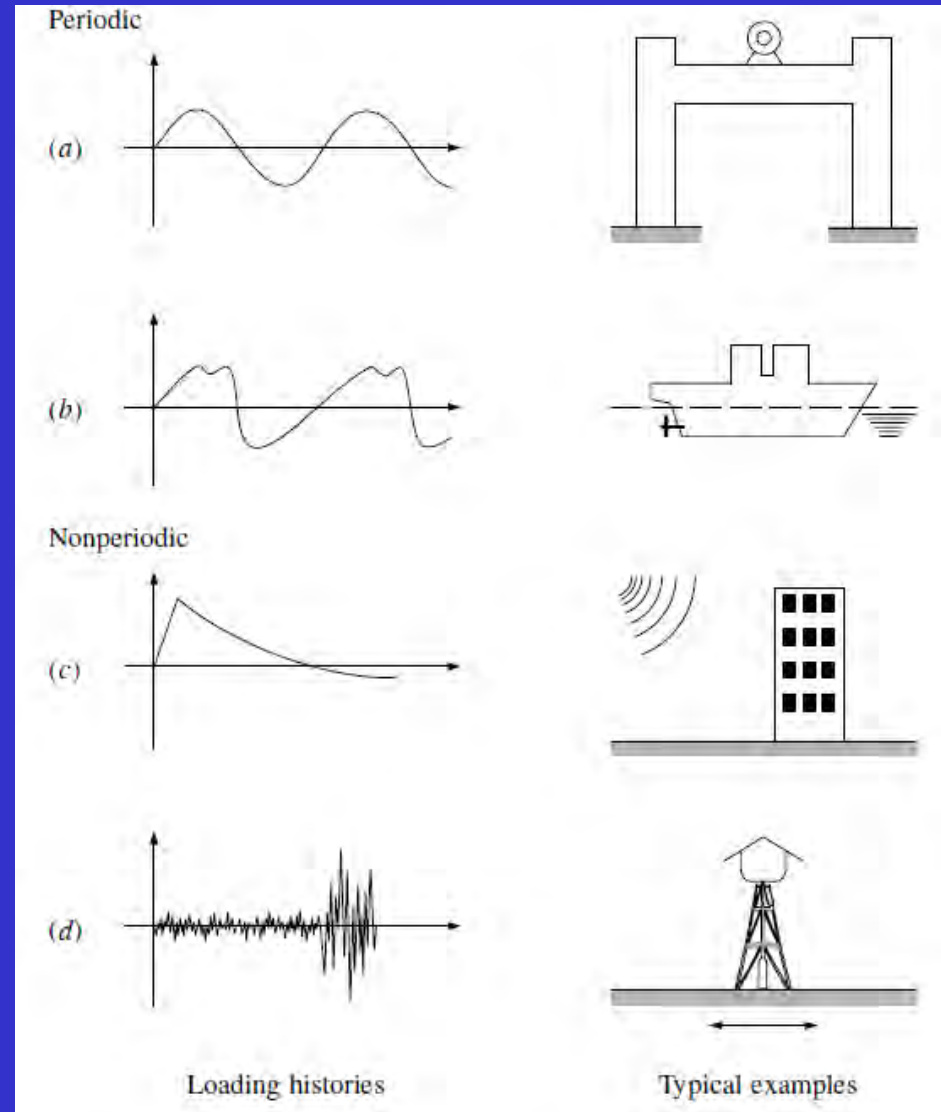 Periodic
(a)
(b)
Nonperiodic
(c)
(d)
Loading histories
Typical examples